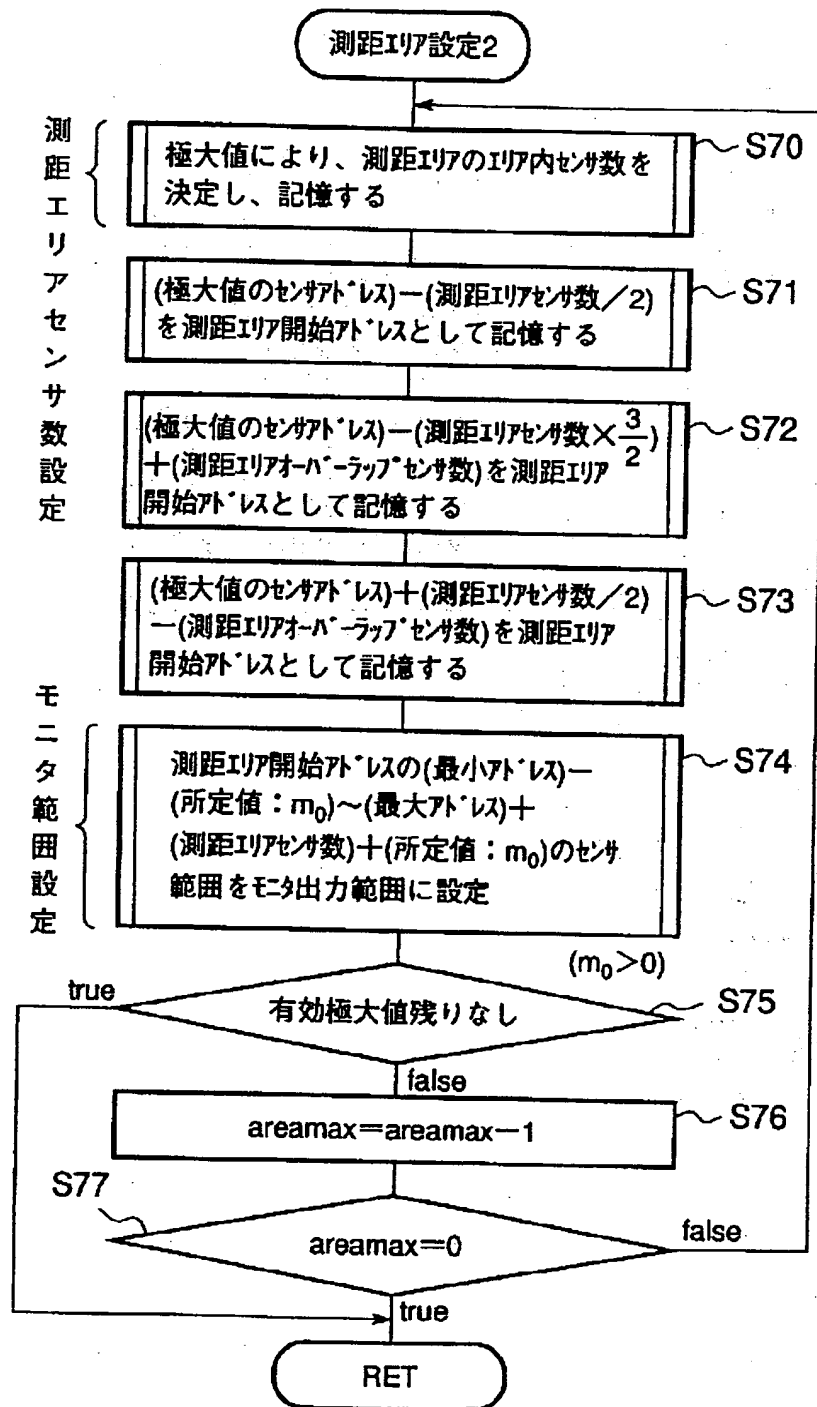 測距エリア設定2
測距エリアセンサ数設定
極大値により、測距エリアのエリア内センサ数を
決定し、記憶する
S70
(極大値のセンサアドレス)−(測距エリアセンサ数/2)
を測距エリア開始アドレスとして記憶する
S71
(極大値のセンサアドレス)−(測距エリアセンサ数×3/2)
+(測距エリアオーバーラップセンサ数)を測距エリア
開始アドレスとして記憶する
S72
(極大値のセンサアドレス)+(測距エリアセンサ数/2)
−(測距エリアオーバーラップセンサ数)を測距エリア
開始アドレスとして記憶する
S73
モニタ範囲設定
測距エリア開始アドレスの(最小アドレス)−
(所定値:m0)~(最大アドレス)+
(測距エリアセンサ数)+(所定値:m0)のセンサ
範囲をモニタ出力範囲に設定
S74
(m0>0)
true
有効極大値残りなし
S75
false
areamax=areamax−1
S76
S77
areamax=0
false
true
RET